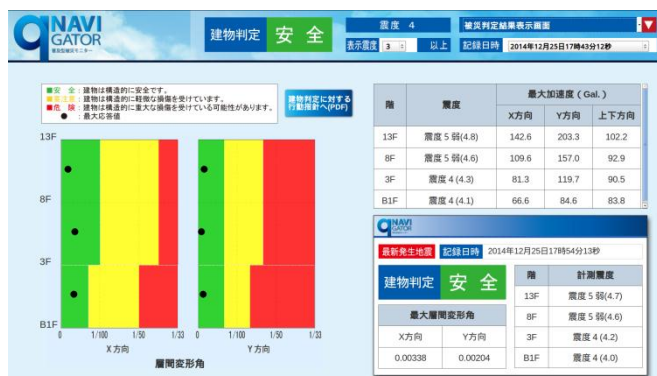 NAVI
GATOR
建物判定 安 全
震度 4
表示震度 3 以上
被災判定結果表示画面
記録日時 2014年12月25日17時43分12秒
■安 全：建物は構造的に安全です。
■要注意：建物は構造的に軽微な損傷を受けています。
■危 険：建物は構造的に重大な損傷を受けている可能性があります。
● ：最大応答値
建物判定に対する
行動指針へ(PDF)
13F
8F
3F
B1F
0 1/100 1/50 1/33
X方向
0 1/100 1/50 1/33
Y方向
層間変形角
階 震度 最大加速度（Gal.）
X方向 Y方向 上下方向
13F 震度5弱(4.8) 142.6 203.3 102.2
8F 震度5弱(4.6) 109.6 157.0 92.9
3F 震度4(4.3) 81.3 119.7 90.5
B1F 震度4(4.1) 66.6 84.6 83.8
NAVI
GATOR
最新発生地震 記録日時 2014年12月25日17時54分13秒
建物判定 安 全
最大層間変形角
X方向 Y方向
0.00338 0.00204
階 計測震度
13F 震度5弱(4.7)
8F 震度5弱(4.6)
3F 震度4(4.2)
B1F 震度4(4.0)